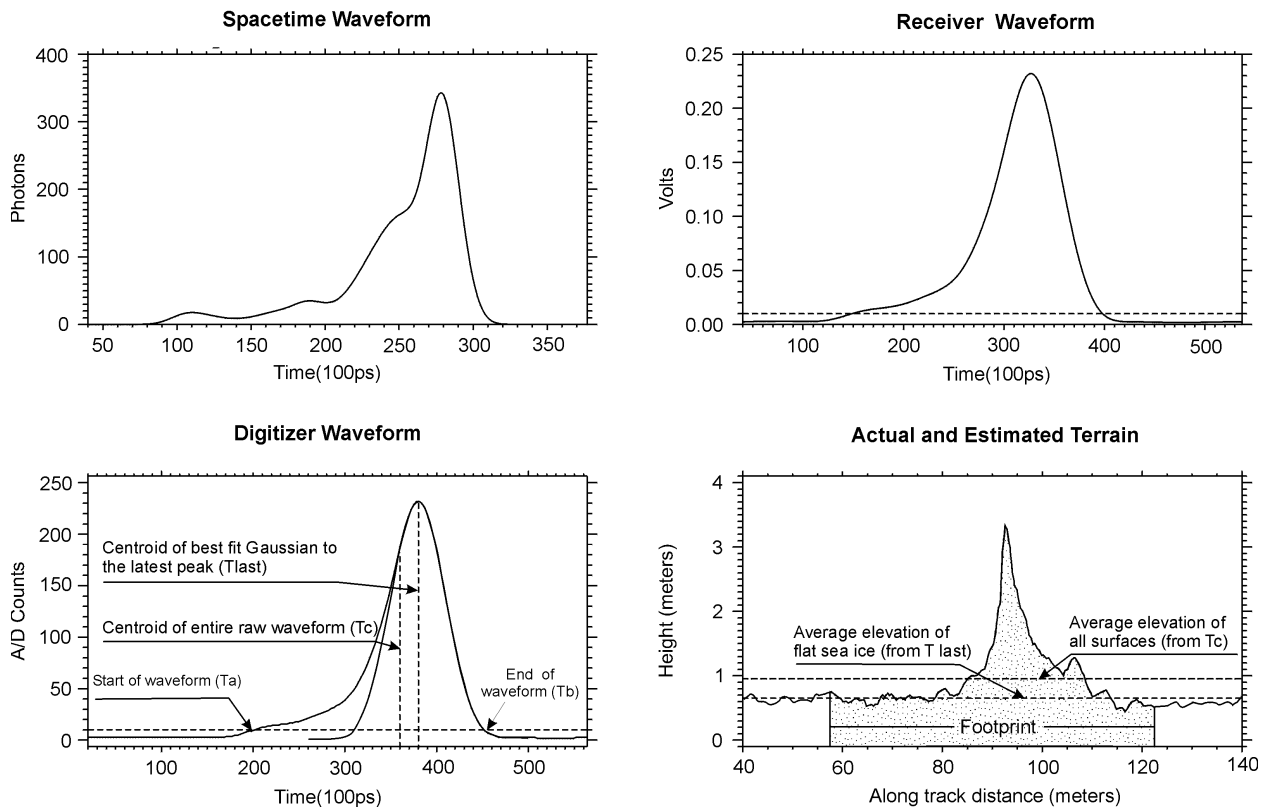 Spacetime Waveform
400
300
200
100
0
Photons
50 100 150 200 250 300 350
Time(100ps)
Receiver Waveform
0.25
0.20
0.15
0.10
0.05
0.00
Volts
100 200 300 400 500
Time(100ps)
Digitizer Waveform
250
200
150
100
50
0
A/D Counts
Centroid of best fit Gaussian to
the latest peak (Tlast)
Centroid of entire raw waveform (Tc)
Start of waveform (Ta)
End of
waveform (Tb)
100 200 300 400 500
Time(100ps)
Actual and Estimated Terrain
4
3
2
1
0
Height (meters)
Average elevation of
flat sea ice (from T last)
Average elevation of
all surfaces (from Tc)
Footprint
40 60 80 100 120 140
Along track distance (meters)